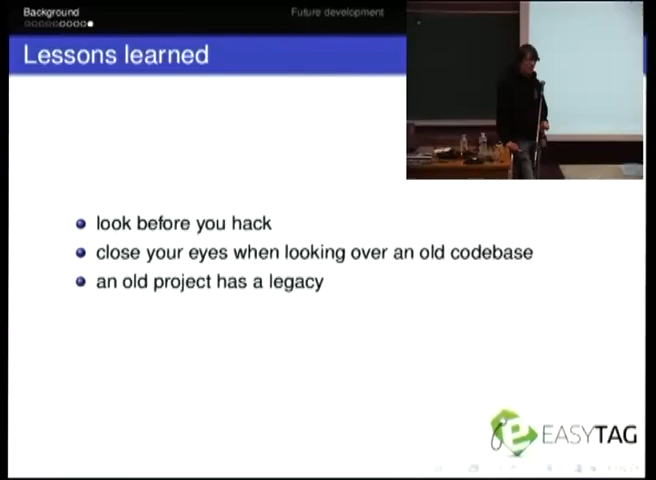 Background
Future development
Lessons learned
look before you hack
close your eyes when looking over an old codebase
an old project has a legacy
EASYTAG